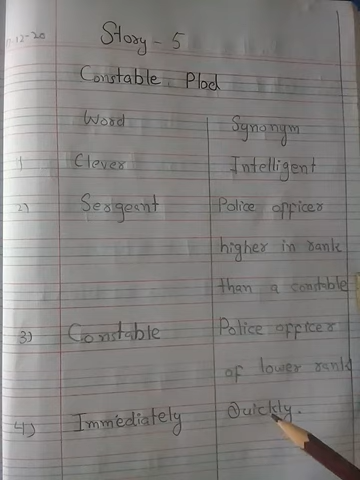 Story - 5
Constable Plod
Word Synonym
1 Clever Intelligent
2) Sergeant Police officer
higher in rank
than a constable
3) Constable Police officer
of lower rank
4) Immediately Quickly.